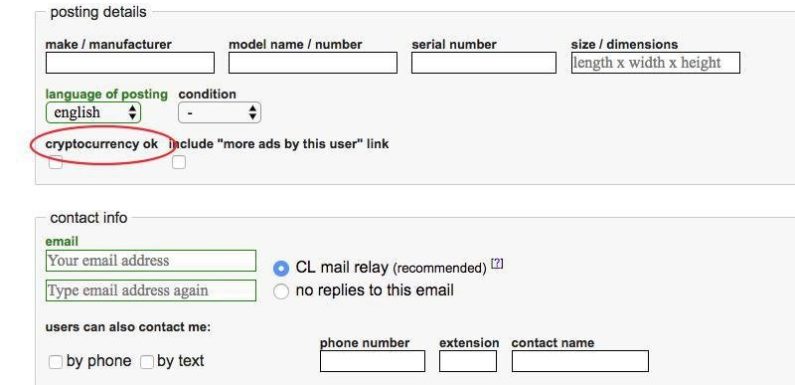 posting details
make / manufacturer model name / number serial number size / dimensions
length x width x height
language of posting condition
english -
cryptocurrency ok include "more ads by this user" link
contact info
email
Your email address
CL mail relay (recommended) [?]
Type email address again no replies to this email
users can also contact me:
phone number extension contact name
by phone by text